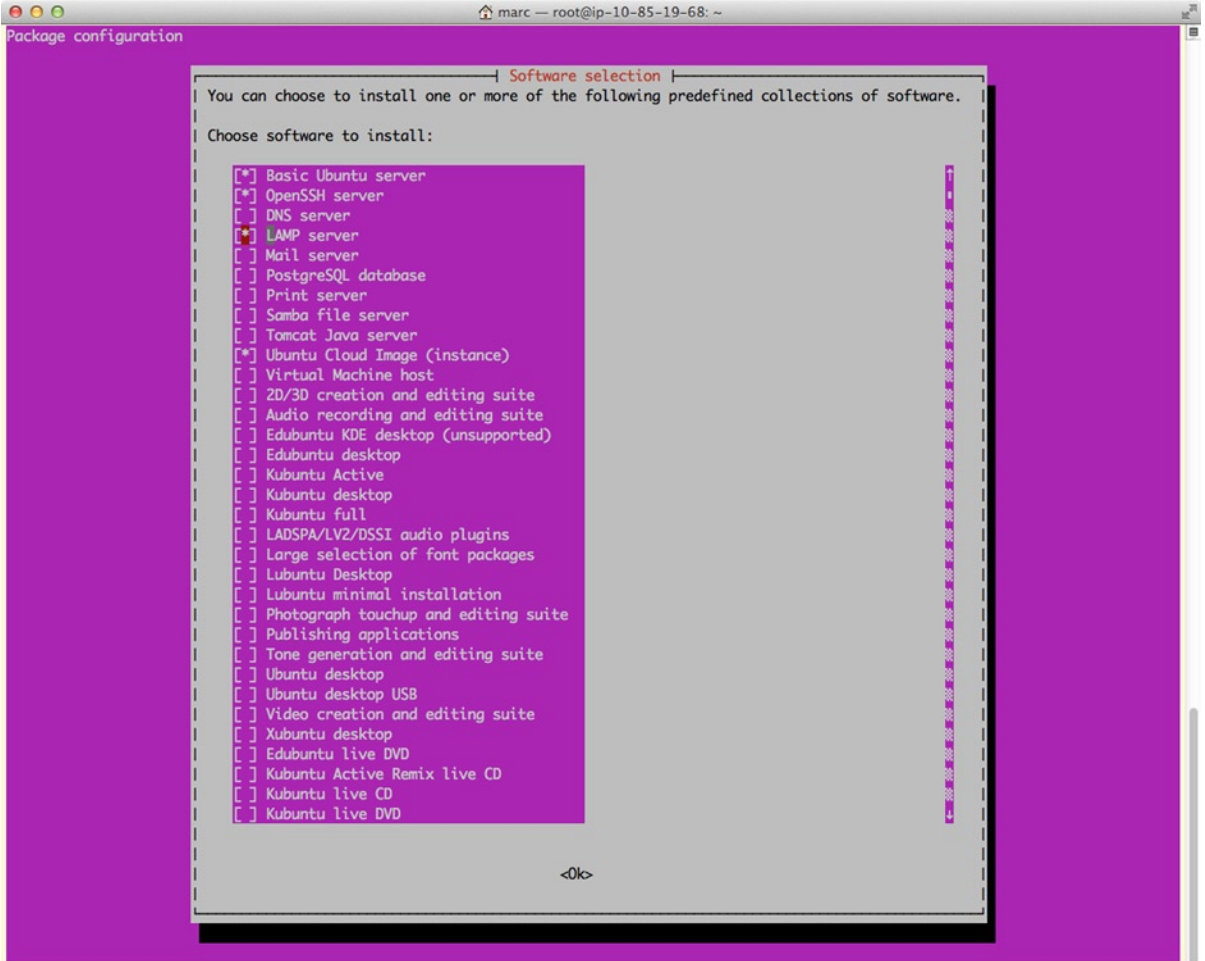 marc — root@ip-10-85-19-68: ~
Package configuration
Software selection
You can choose to install one or more of the following predefined collections of software.
Choose software to install:
[*] Basic Ubuntu server
[*] OpenSSH server
[ ] DNS server
[*] LAMP server
[ ] Mail server
[ ] PostgreSQL database
[ ] Print server
[ ] Samba file server
[ ] Tomcat Java server
[*] Ubuntu Cloud Image (instance)
[ ] Virtual Machine host
[ ] 2D/3D creation and editing suite
[ ] Audio recording and editing suite
[ ] Edubuntu KDE desktop (unsupported)
[ ] Edubuntu desktop
[ ] Kubuntu Active
[ ] Kubuntu desktop
[ ] Kubuntu full
[ ] LADSPA/LV2/DSSI audio plugins
[ ] Large selection of font packages
[ ] Lubuntu Desktop
[ ] Lubuntu minimal installation
[ ] Photograph touchup and editing suite
[ ] Publishing applications
[ ] Tone generation and editing suite
[ ] Ubuntu desktop
[ ] Ubuntu desktop USB
[ ] Video creation and editing suite
[ ] Xubuntu desktop
[ ] Edubuntu live DVD
[ ] Kubuntu Active Remix live CD
[ ] Kubuntu live CD
[ ] Kubuntu live DVD
<Ok>